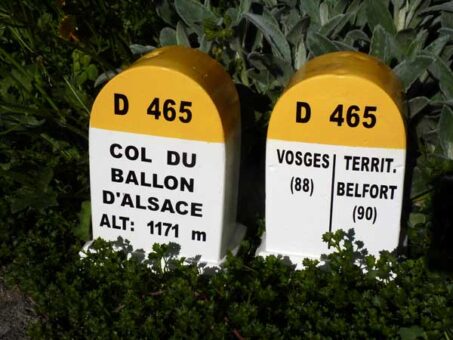 D 465
COL DU
BALLON
D'ALSACE
ALT: 1171 m
D 465
VOSGES
(88)
TERRIT.
BELFORT
(90)